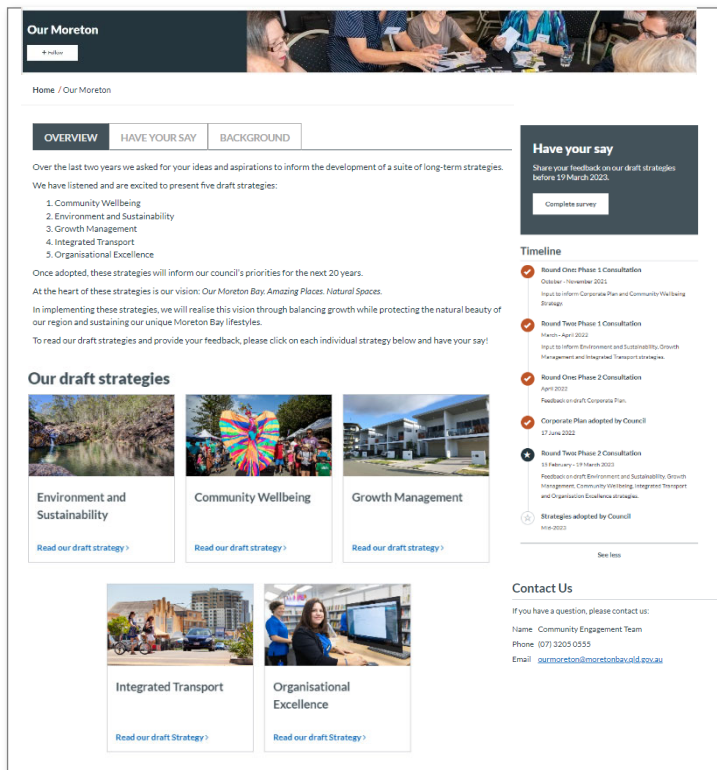 Our Moreton
+ Follow
Home / Our Moreton
OVERVIEW
HAVE YOUR SAY
BACKGROUND
Over the last two years we asked for your ideas and aspirations to inform the development of a suite of long-term strategies.
We have listened and are excited to present five draft strategies:
1. Community Wellbeing
2. Environment and Sustainability
3. Growth Management
4. Integrated Transport
5. Organisational Excellence
Once adopted, these strategies will inform our council's priorities for the next 20 years.
At the heart of these strategies is our vision: Our Moreton Bay. Amazing Places. Natural Spaces.
In implementing these strategies, we will realise this vision through balancing growth while protecting the natural beauty of
our region and sustaining our unique Moreton Bay lifestyles.
To read our draft strategies and provide your feedback, please click on each individual strategy below and have your say!
Our draft strategies
Environment and
Sustainability
Read our draft strategy >
Community Wellbeing
Read our draft strategy >
Growth Management
Read our draft strategy >
Integrated Transport
Read our draft Strategy >
Organisational
Excellence
Read our draft Strategy >
Have your say
Share your feedback on our draft strategies
before 19 March 2023.
Complete survey
Timeline
Round One: Phase 1 Consultation
October - November 2021
Input to inform Corporate Plan and Community Wellbeing
Strategy.
Round Two: Phase 1 Consultation
March - April 2022
Input to inform Environment and Sustainability, Growth
Management and Integrated Transport strategies.
Round One: Phase 2 Consultation
April 2022
Feedback on draft Corporate Plan.
Corporate Plan adopted by Council
17 June 2022
Round Two: Phase 2 Consultation
15 February - 19 March 2023
Feedback on draft Environment and Sustainability, Growth
Management, Community Wellbeing, Integrated Transport
and Organisation Excellence strategies.
Strategies adopted by Council
Mid-2023
See less
Contact Us
If you have a question, please contact us:
Name Community Engagement Team
Phone (07) 3205 0555
Email ourmoreton@moretonbay.qld.gov.au